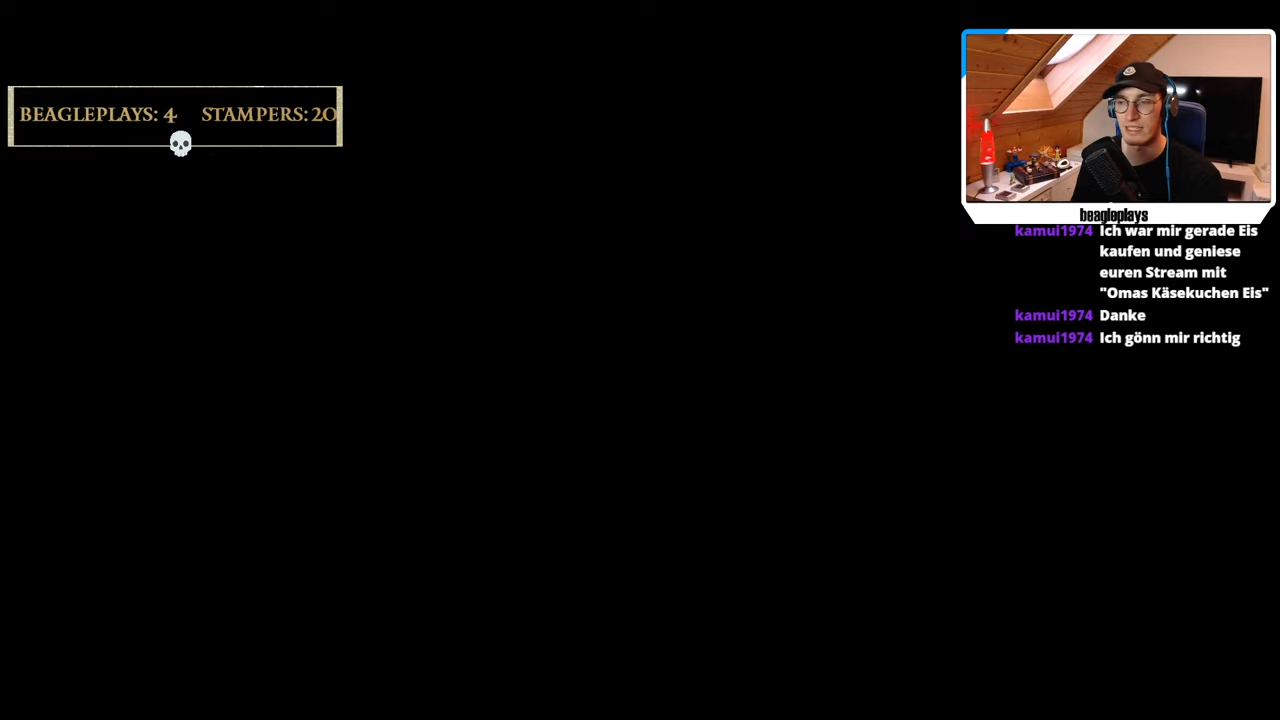 BEAGLEPLAYS: 4 STAMPERS: 20
beagleplays
kamui1974 Ich war mir gerade Eis
kaufen und geniese
euren Stream mit
"Omas Käsekuchen Eis"
kamui1974 Danke
kamui1974 Ich gönn mir richtig